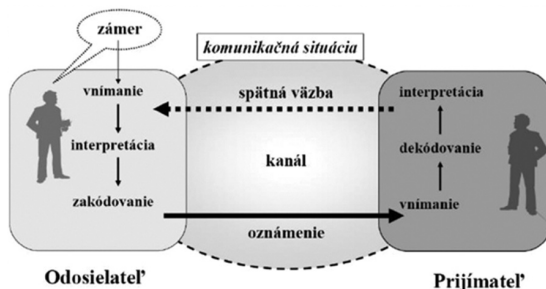 zámer
komunikačná situácia
vnímanie
interpretácia
zakódovanie
Odosielateľ
spätná väzba
kanál
oznámenie
interpretácia
dekódovanie
vnímanie
Prijímateľ